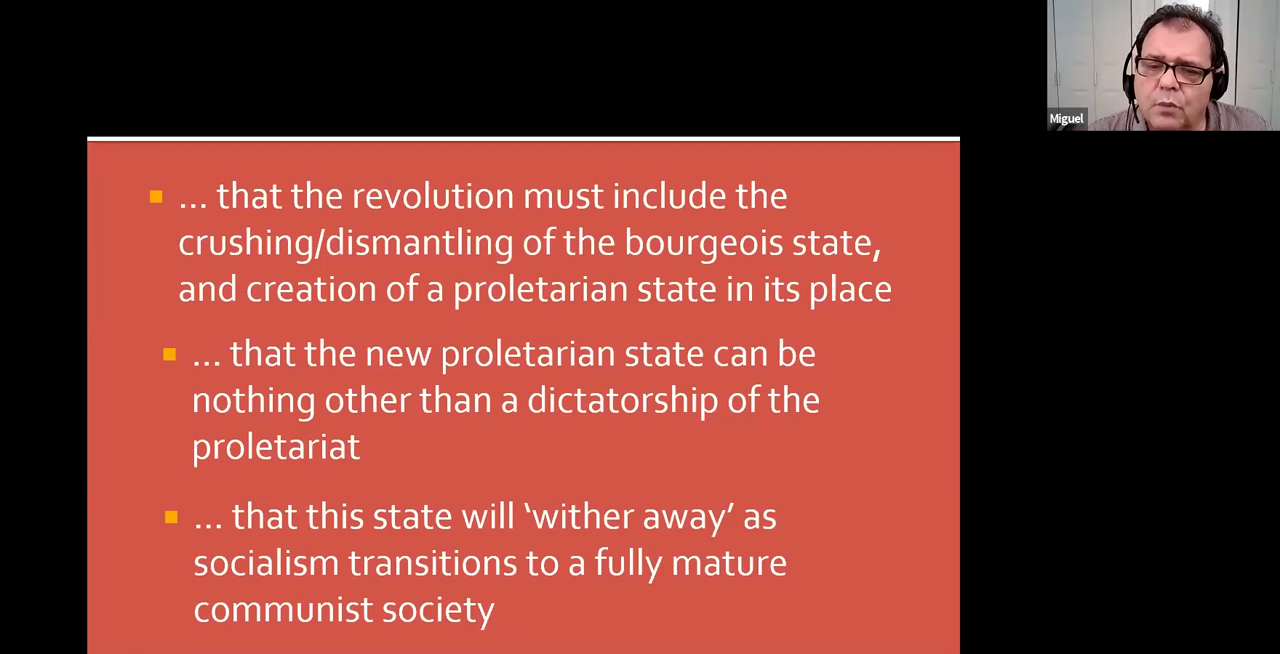 Miguel
... that the revolution must include the
crushing/dismantling of the bourgeois state,
and creation of a proletarian state in its place
... that the new proletarian state can be
nothing other than a dictatorship of the
proletariat
... that this state will ‘wither away’ as
socialism transitions to a fully mature
communist society